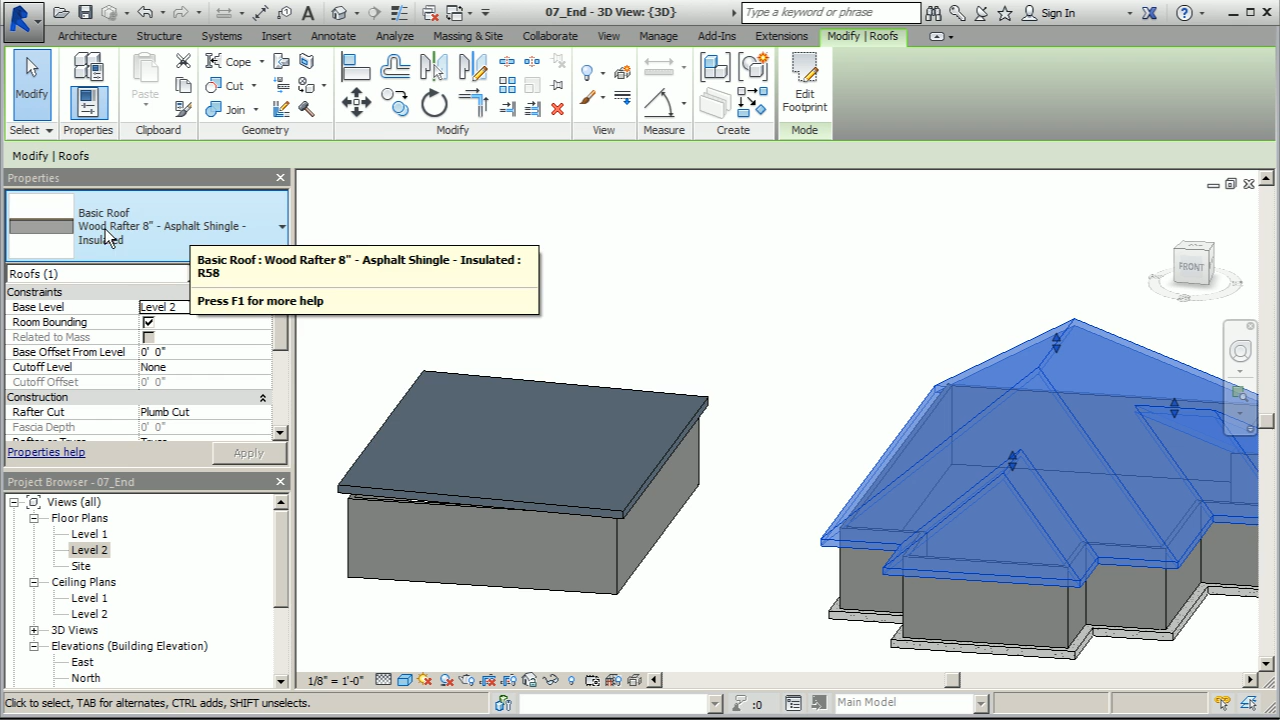 07_End - 3D View: {3D}
Type a keyword or phrase
Sign In
Architecture
Structure
Systems
Insert
Annotate
Analyze
Massing & Site
Collaborate
View
Manage
Add-Ins
Extensions
Modify | Roofs
Modify
Paste
Cope
Cut
Join
Edit
Footprint
Select
Properties
Clipboard
Geometry
Modify
View
Measure
Create
Mode
Modify | Roofs
Properties
Basic Roof
Wood Rafter 8" - Asphalt Shingle -
Insulated
Roofs (1)
Basic Roof : Wood Rafter 8" - Asphalt Shingle - Insulated :
R58
Press F1 for more help
Constraints
Base Level Level 2
Room Bounding
Related to Mass
Base Offset From Level 0' 0"
Cutoff Level None
Cutoff Offset 0' 0"
Construction
Rafter Cut Plumb Cut
Fascia Depth 0' 0"
Properties help
Apply
Project Browser - 07_End
Views (all)
Floor Plans
Level 1
Level 2
Site
Ceiling Plans
Level 1
Level 2
3D Views
Elevations (Building Elevation)
East
North
FRONT
1/8" = 1'-0"
Click to select, TAB for alternates, CTRL adds, SHIFT unselects.
:0
Main Model